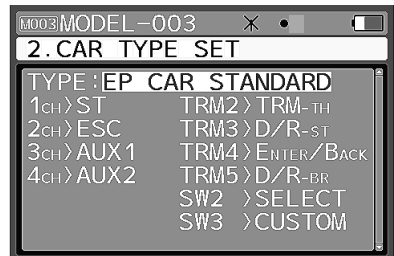 M003 MODEL-003
2.CAR TYPE SET
TYPE:EP CAR STANDARD
1CH〉ST TRM2〉TRM-TH
2CH〉ESC TRM3〉D/R-ST
3CH〉AUX1 TRM4〉ENTER/BACK
4CH〉AUX2 TRM5〉D/R-BR
SW2 〉SELECT
SW3 〉CUSTOM